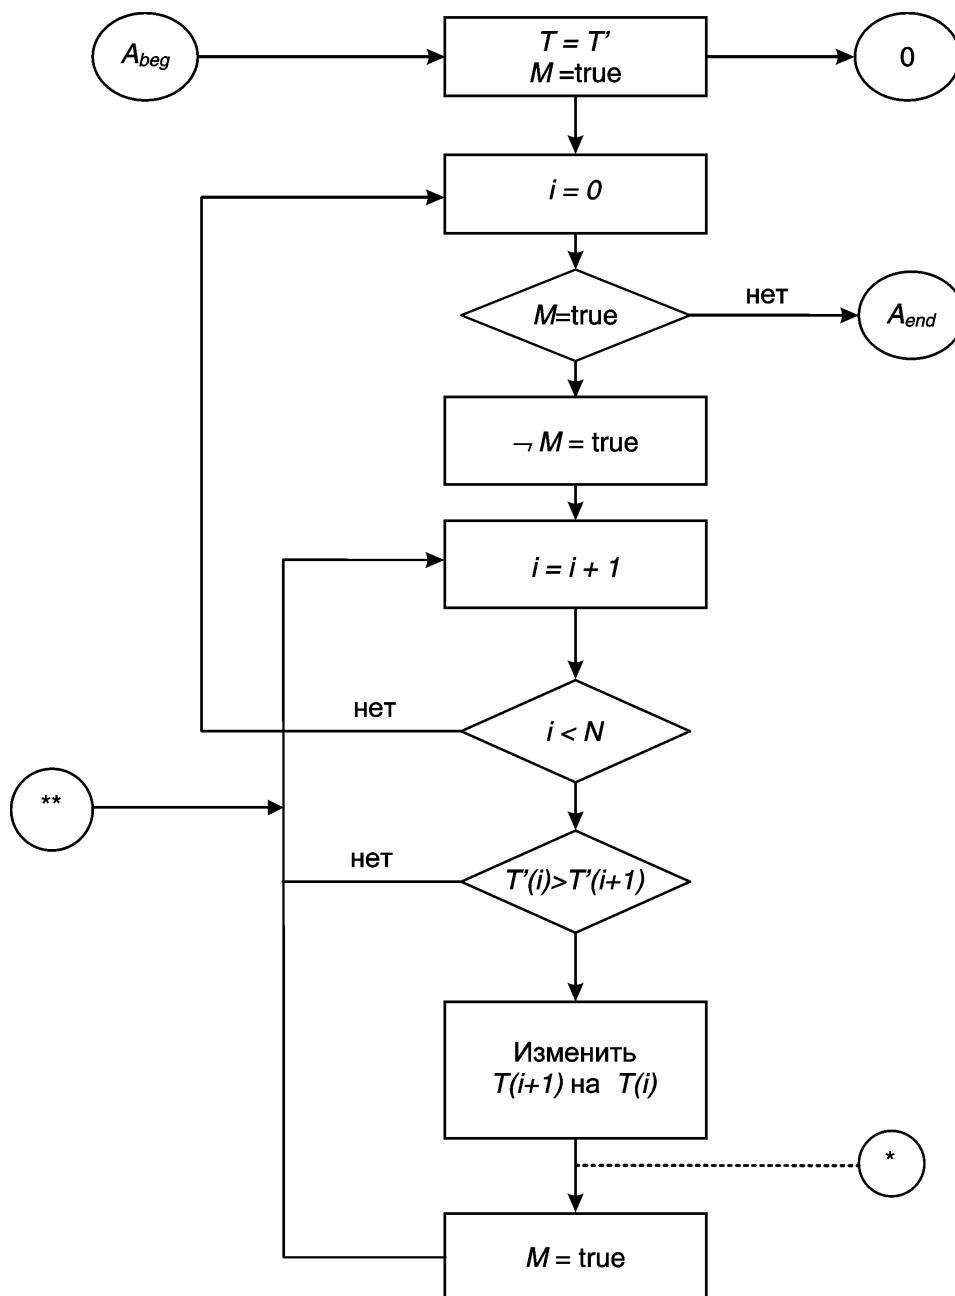 A_beg
T = T’
M =true
0
i = 0
M=true
нет
A_end
¬ M = true
i = i + 1
нет
i < N
**
нет
T’(i)>T’(i+1)
Изменить
T(i+1) на T(i)
*
M = true